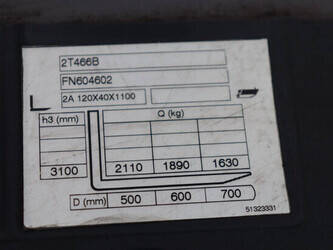 2T466B
FN604602
2A 120X40X1100
h3 (mm) Q (kg)
3100 2110 1890 1630
D (mm) 500 600 700
51323331